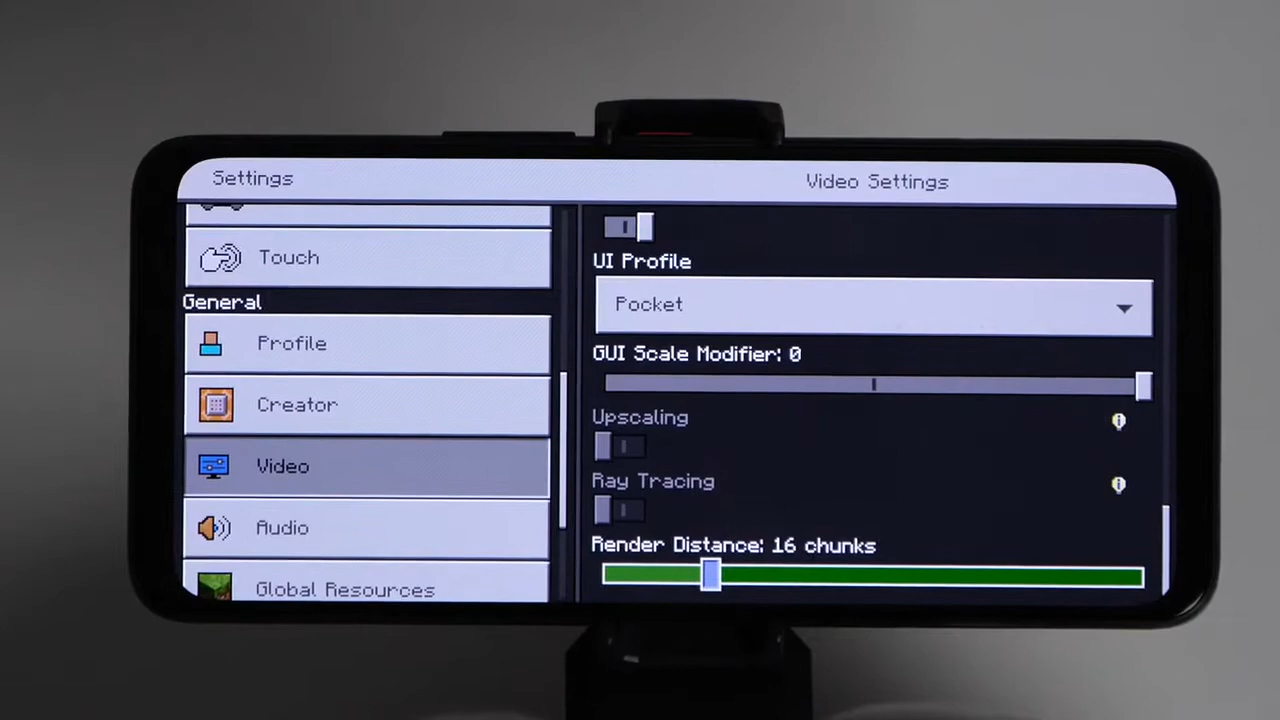 Settings
Video Settings
Touch
General
Profile
Creator
Video
Audio
Global Resources
UI Profile
Pocket
GUI Scale Modifier: 0
Upscaling
Ray Tracing
Render Distance: 16 chunks